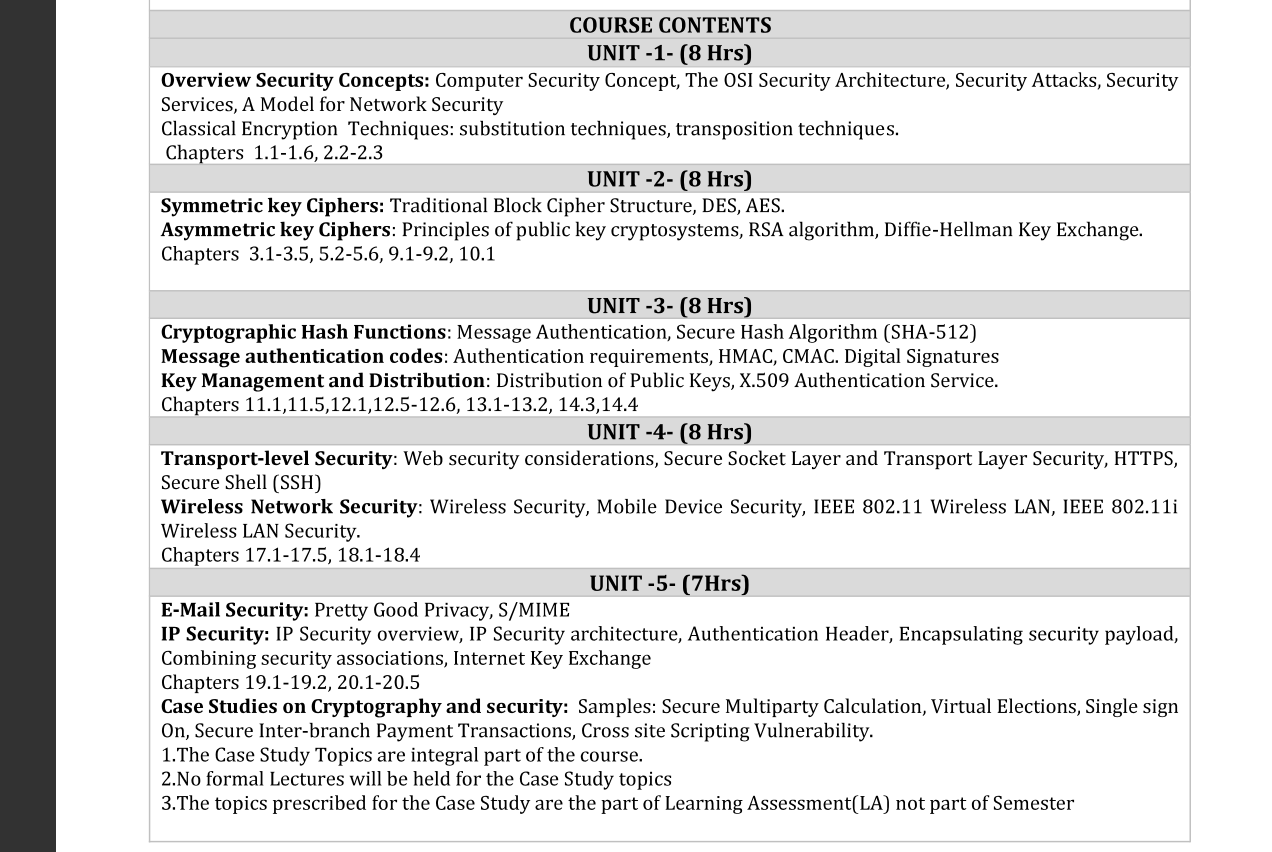 COURSE CONTENTS
UNIT -1- (8 Hrs)
Overview Security Concepts: Computer Security Concept, The OSI Security Architecture, Security Attacks, Security
Services, A Model for Network Security
Classical Encryption  Techniques: substitution techniques, transposition techniques.
Chapters  1.1-1.6, 2.2-2.3
UNIT -2- (8 Hrs)
Symmetric key Ciphers: Traditional Block Cipher Structure, DES, AES.
Asymmetric key Ciphers: Principles of public key cryptosystems, RSA algorithm, Diffie-Hellman Key Exchange.
Chapters  3.1-3.5, 5.2-5.6, 9.1-9.2, 10.1
UNIT -3- (8 Hrs)
Cryptographic Hash Functions: Message Authentication, Secure Hash Algorithm (SHA-512)
Message authentication codes: Authentication requirements, HMAC, CMAC. Digital Signatures
Key Management and Distribution: Distribution of Public Keys, X.509 Authentication Service.
Chapters 11.1,11.5,12.1,12.5-12.6, 13.1-13.2, 14.3,14.4
UNIT -4- (8 Hrs)
Transport-level Security: Web security considerations, Secure Socket Layer and Transport Layer Security, HTTPS,
Secure Shell (SSH)
Wireless Network Security: Wireless Security, Mobile Device Security, IEEE 802.11 Wireless LAN, IEEE 802.11i
Wireless LAN Security.
Chapters 17.1-17.5, 18.1-18.4
UNIT -5- (7Hrs)
E-Mail Security: Pretty Good Privacy, S/MIME
IP Security: IP Security overview, IP Security architecture, Authentication Header, Encapsulating security payload,
Combining security associations, Internet Key Exchange
Chapters 19.1-19.2, 20.1-20.5
Case Studies on Cryptography and security:  Samples: Secure Multiparty Calculation, Virtual Elections, Single sign
On, Secure Inter-branch Payment Transactions, Cross site Scripting Vulnerability.
1.The Case Study Topics are integral part of the course.
2.No formal Lectures will be held for the Case Study topics
3.The topics prescribed for the Case Study are the part of Learning Assessment(LA) not part of Semester